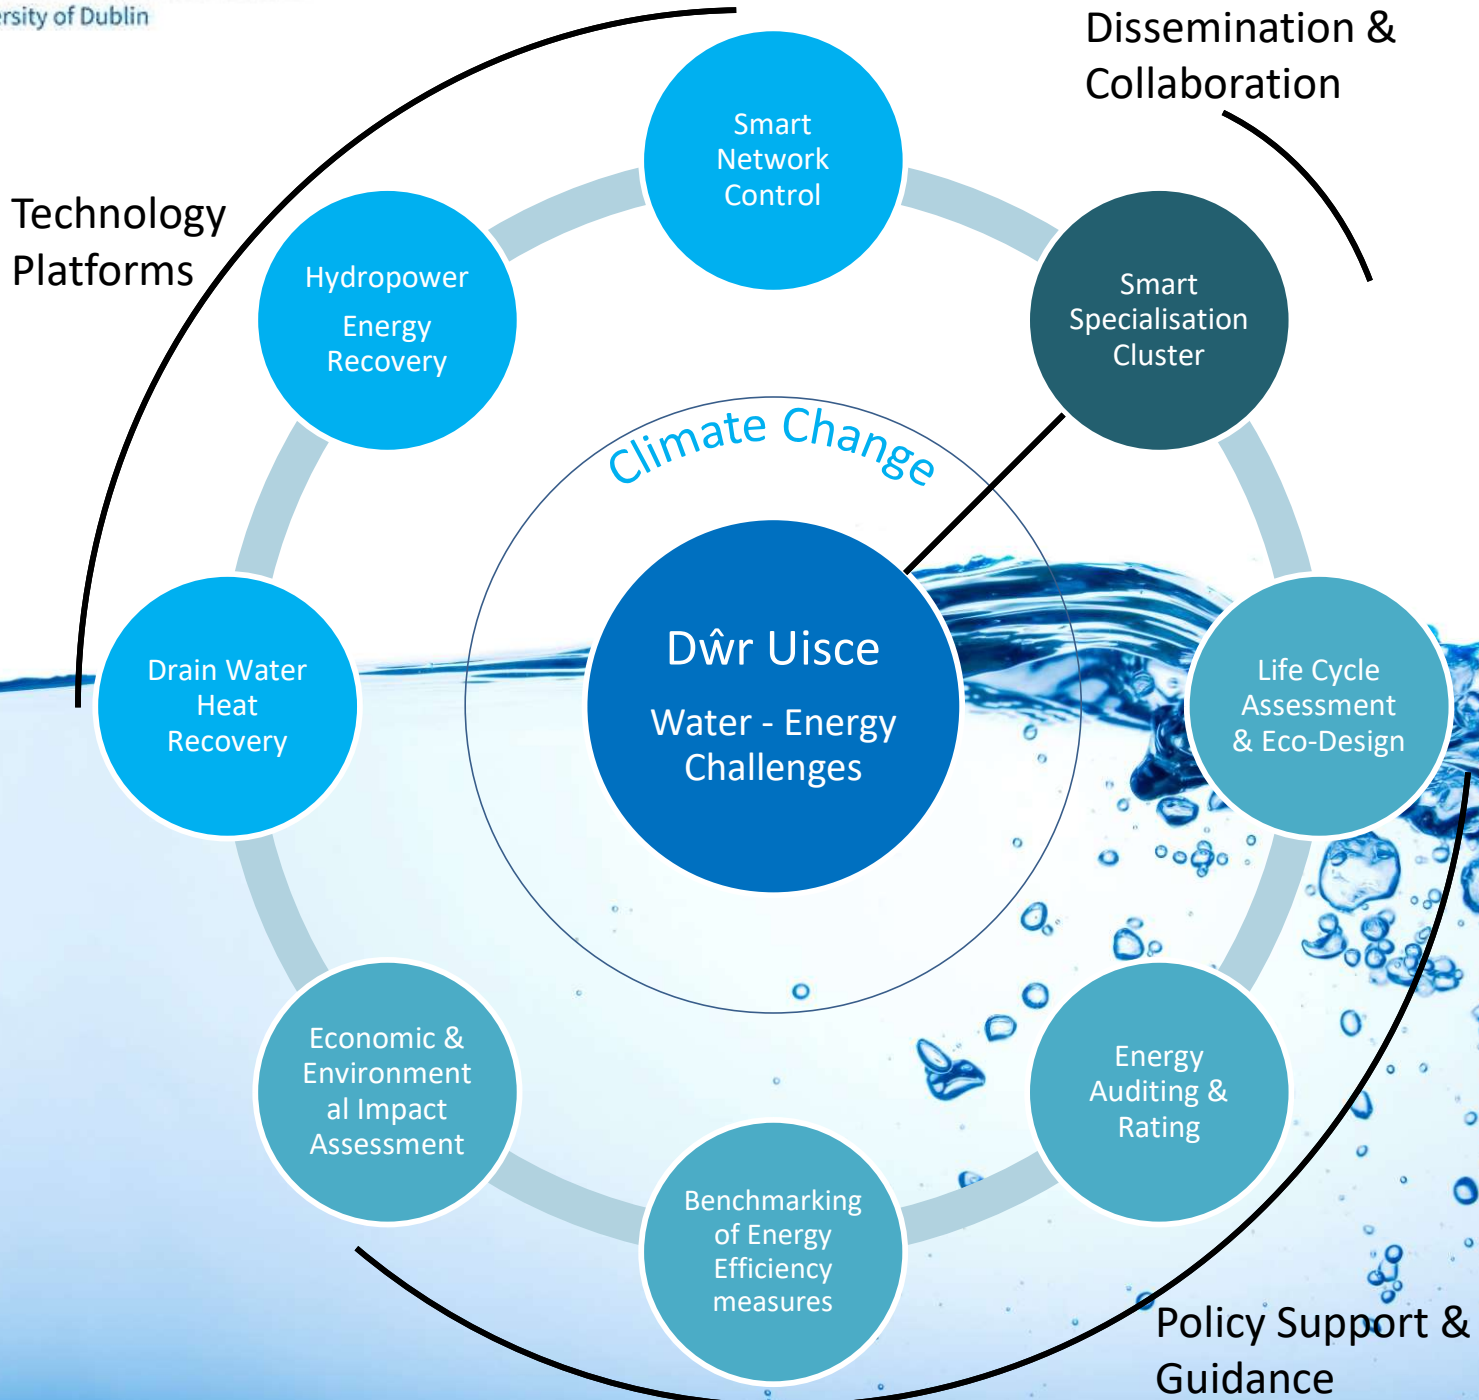 ersity of Dublin
Dissemination &
Collaboration
Technology
Platforms
Smart
Network
Control
Hydropower
Energy
Recovery
Smart
Specialisation
Cluster
Climate Change
Dŵr Uisce
Water - Energy
Challenges
Drain Water
Heat
Recovery
Life Cycle
Assessment
& Eco-Design
Economic &
Environment
al Impact
Assessment
Energy
Auditing &
Rating
Benchmarking
of Energy
Efficiency
measures
Policy Support &
Guidance